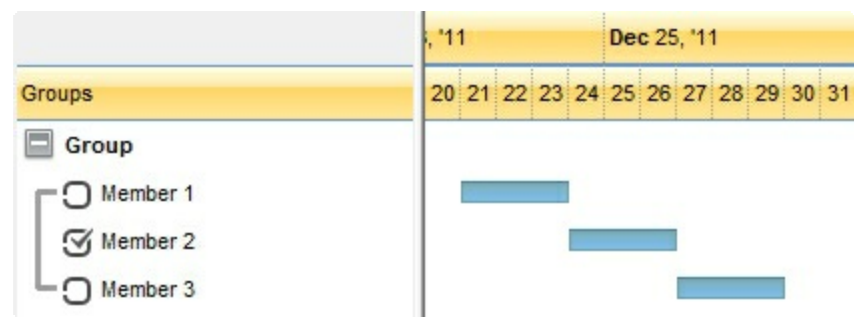 , '11 Dec 25, '11
Groups 20 21 22 23 24 25 26 27 28 29 30 31
Group
Member 1
Member 2
Member 3